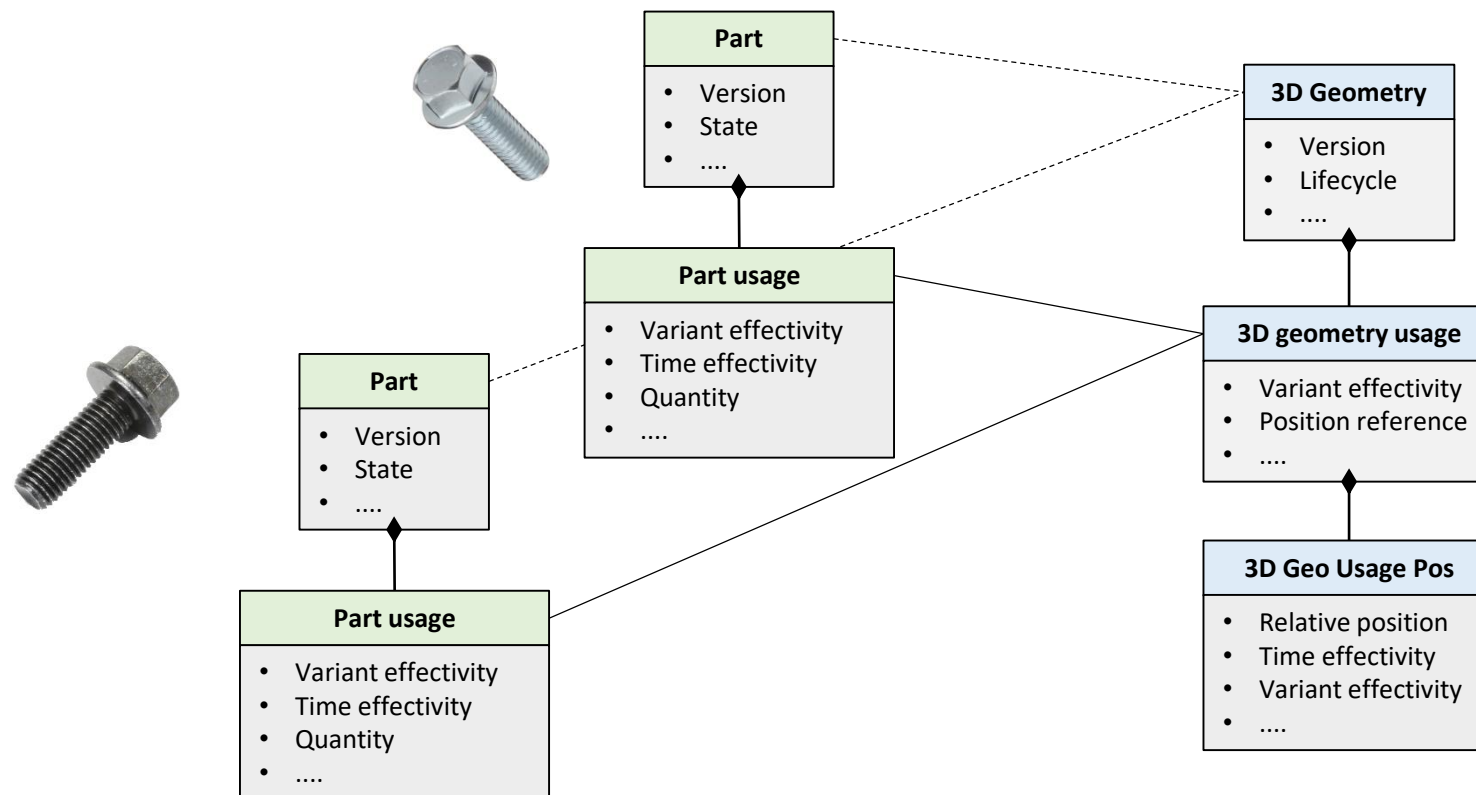 Part
• Version
• State
• ....
3D Geometry
• Version
• Lifecycle
• ....
Part usage
• Variant effectivity
• Time effectivity
• Quantity
• ....
3D geometry usage
• Variant effectivity
• Position reference
• ....
Part
• Version
• State
• ....
3D Geo Usage Pos
• Relative position
• Time effectivity
• Variant effectivity
• ....
Part usage
• Variant effectivity
• Time effectivity
• Quantity
• ....